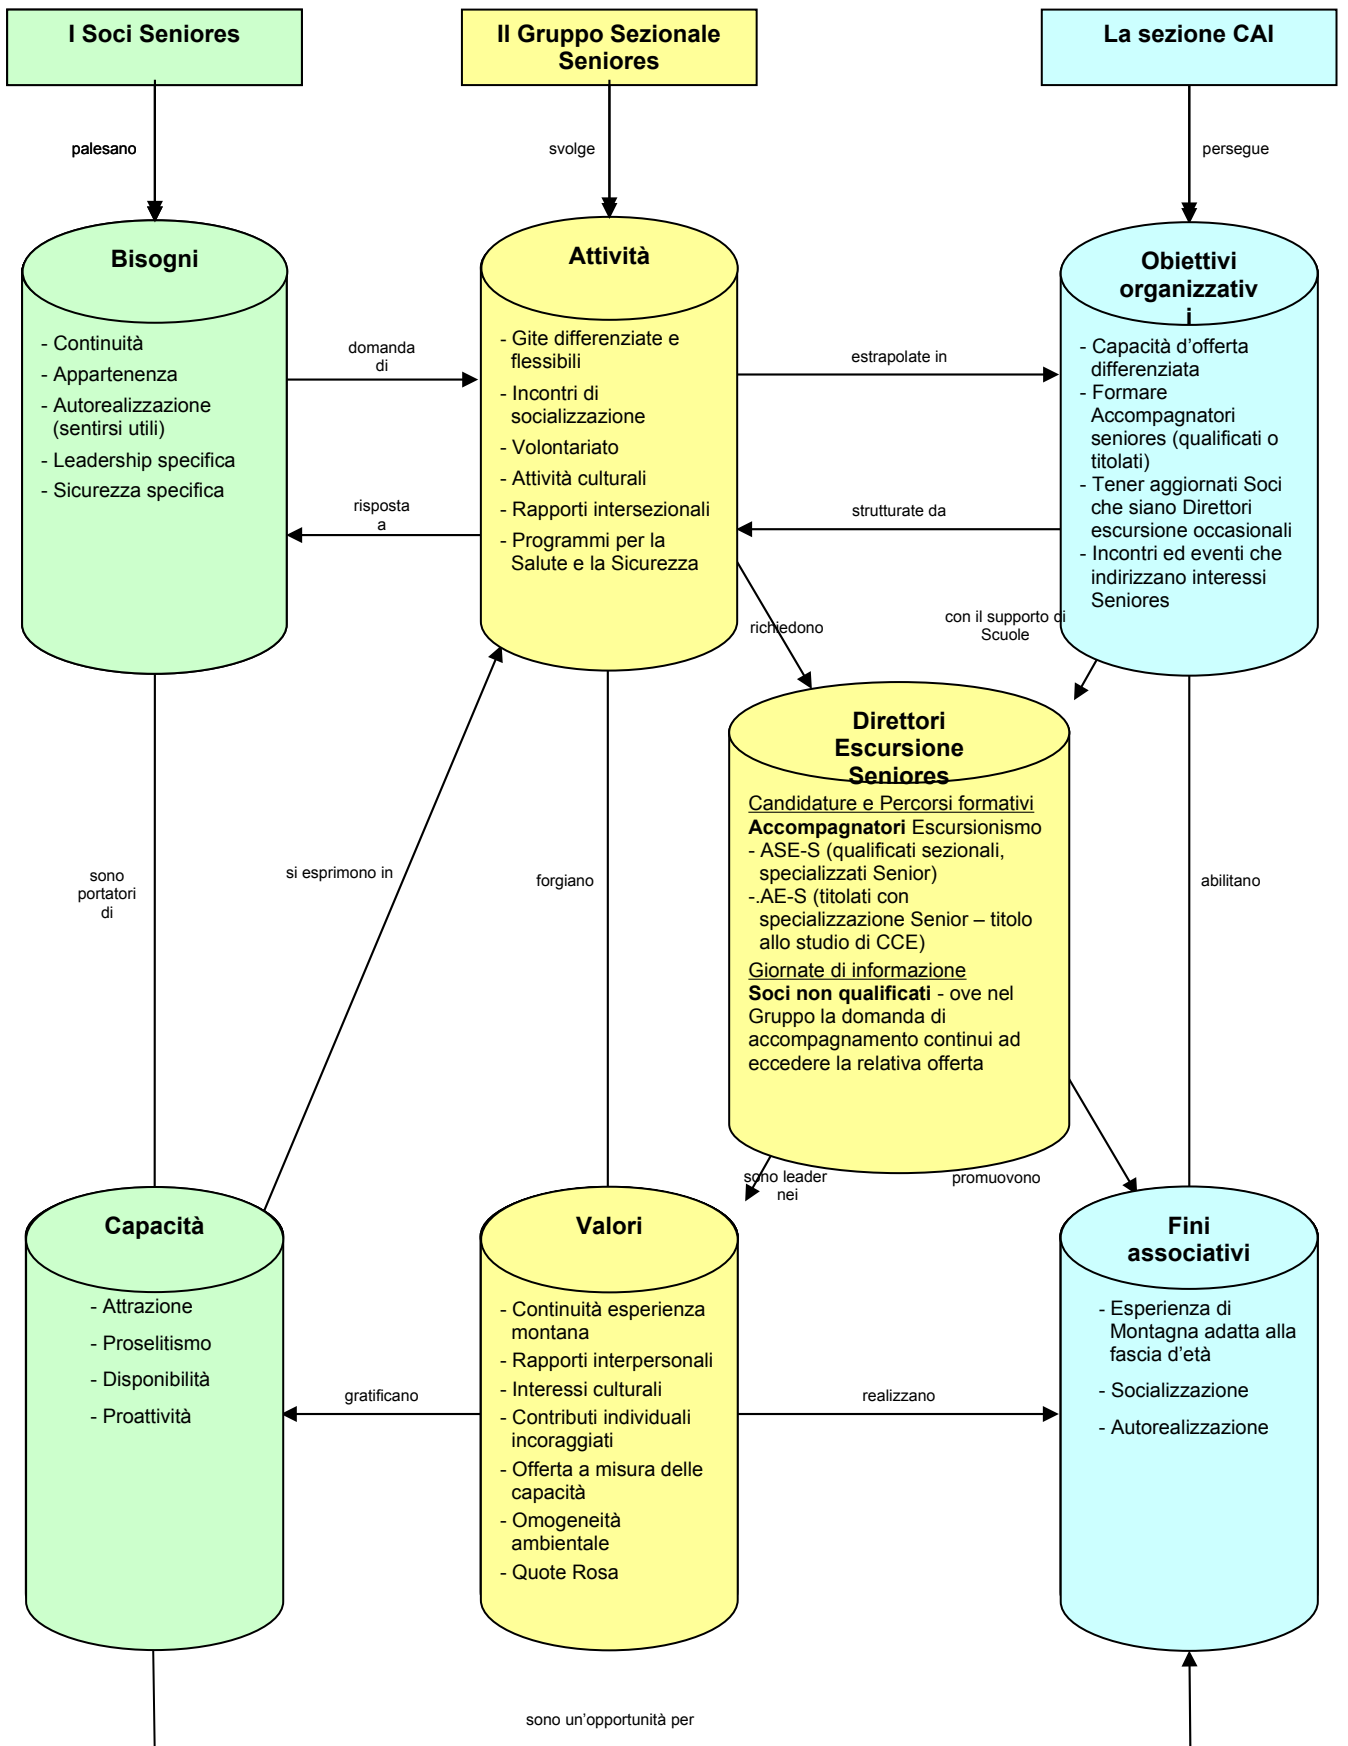 I Soci Seniores
Il Gruppo Sezionale
Seniores
La sezione CAI
palesano
svolge
persegue
Bisogni
- Continuità
- Appartenenza
- Autorealizzazione
(sentirsi utili)
- Leadership specifica
- Sicurezza specifica
domanda
di
risposta
a
Attività
- Gite differenziate e
flessibili
- Incontri di
socializzazione
- Volontariato
- Attività culturali
- Rapporti intersezionali
- Programmi per la
Salute e la Sicurezza
estrapolate in
strutturate da
Obiettivi
organizzativ
i
- Capacità d’offerta
differenziata
- Formare
Accompagnatori
seniores (qualificati o
titolati)
- Tener aggiornati Soci
che siano Direttori
escursione occasionali
- Incontri ed eventi che
indirizzano interessi
Seniores
richiedono
con il supporto di
Scuole
Direttori
Escursione
Seniores
Candidature e Percorsi formativi
Accompagnatori Escursionismo
- ASE-S (qualificati sezionali,
specializzati Senior)
-.AE-S (titolati con
specializzazione Senior – titolo
allo studio di CCE)
Giornate di informazione
Soci non qualificati - ove nel
Gruppo la domanda di
accompagnamento continui ad
eccedere la relativa offerta
sono
portatori
di
si esprimono in
forgiano
abilitano
sono leader
nei
promuovono
Capacità
- Attrazione
- Proselitismo
- Disponibilità
- Proattività
gratificano
Valori
- Continuità esperienza
montana
- Rapporti interpersonali
- Interessi culturali
- Contributi individuali
incoraggiati
- Offerta a misura delle
capacità
- Omogeneità
ambientale
- Quote Rosa
realizzano
Fini
associativi
- Esperienza di
Montagna adatta alla
fascia d’età
- Socializzazione
- Autorealizzazione
sono un’opportunità per